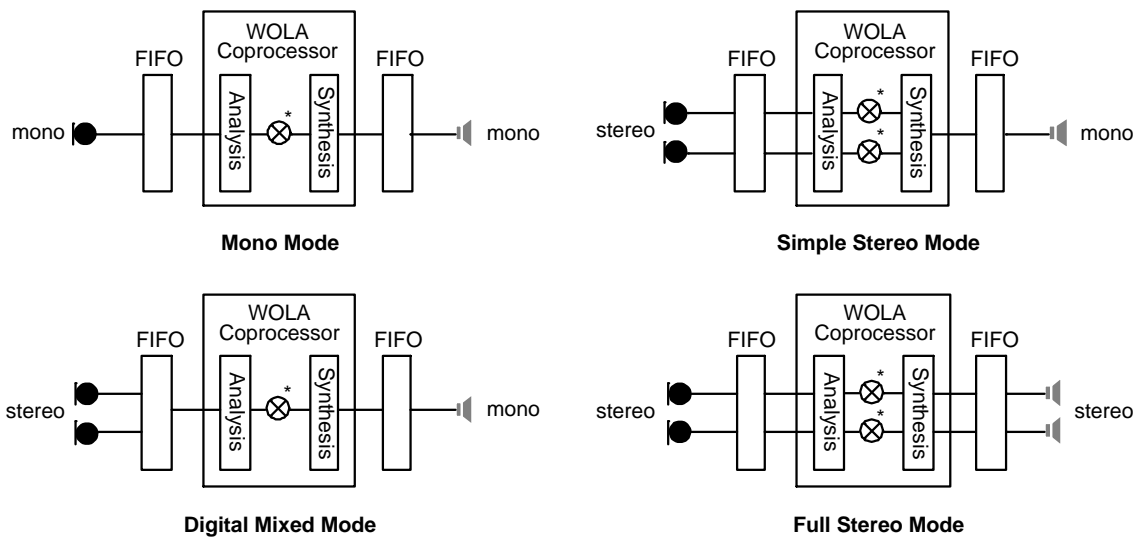 WOLA
Coprocessor
FIFO
FIFO
Analysis
*
Synthesis
mono
mono
Mono Mode
WOLA
Coprocessor
FIFO
FIFO
Analysis
*
*
Synthesis
stereo
mono
Simple Stereo Mode
WOLA
Coprocessor
FIFO
FIFO
Analysis
*
Synthesis
stereo
mono
Digital Mixed Mode
WOLA
Coprocessor
FIFO
FIFO
Analysis
*
*
Synthesis
stereo
stereo
Full Stereo Mode